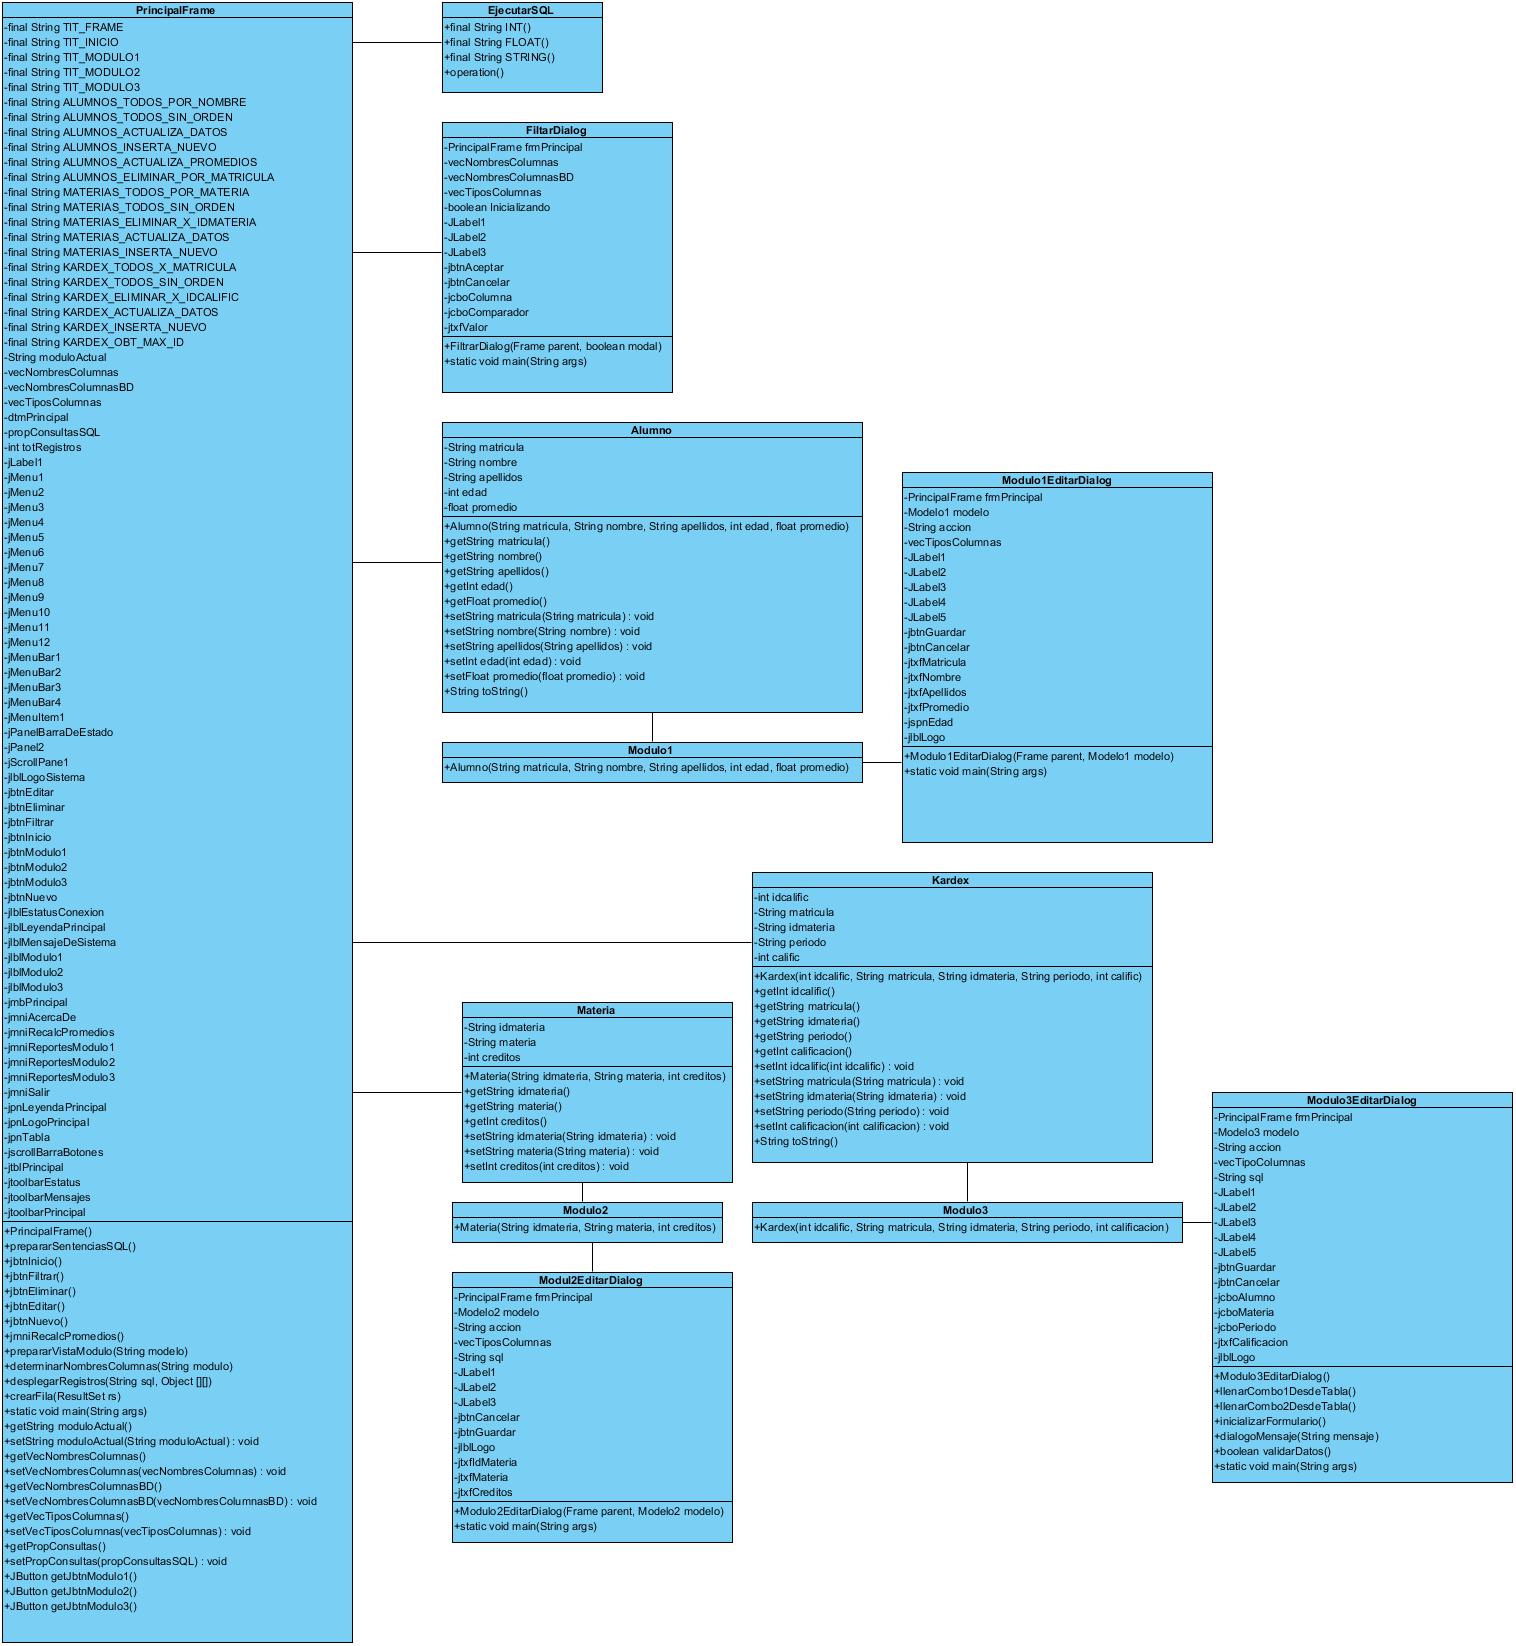 PrincipalFrame
-final String TIT_FRAME
-final String TIT_INICIO
-final String TIT_MODULO1
-final String TIT_MODULO2
-final String TIT_MODULO3
-final String ALUMNOS_TODOS_POR_NOMBRE
-final String ALUMNOS_TODOS_SIN_ORDEN
-final String ALUMNOS_ACTUALIZA_DATOS
-final String ALUMNOS_INSERTA_NUEVO
-final String ALUMNOS_ACTUALIZA_PROMEDIOS
-final String ALUMNOS_ELIMINAR_POR_MATRICULA
-final String MATERIAS_TODOS_POR_MATERIA
-final String MATERIAS_TODOS_SIN_ORDEN
-final String MATERIAS_ELIMINAR_X_IDMATERIA
-final String MATERIAS_ACTUALIZA_DATOS
-final String MATERIAS_INSERTA_NUEVO
-final String KARDEX_TODOS_X_MATRICULA
-final String KARDEX_TODOS_SIN_ORDEN
-final String KARDEX_ELIMINAR_X_IDCALIFIC
-final String KARDEX_ACTUALIZA_DATOS
-final String KARDEX_INSERTA_NUEVO
-final String KARDEX_OBT_MAX_ID
-String moduloActual
-vecNombresColumnas
-vecNombresColumnasBD
-vecTiposColumnas
-dtmPrincipal
-propConsultasSQL
-int totRegistros
-jLabel1
-jMenu1
-jMenu2
-jMenu3
-jMenu4
-jMenu5
-jMenu6
-jMenu7
-jMenu8
-jMenu9
-jMenu10
-jMenu11
-jMenu12
-jMenuBar1
-jMenuBar2
-jMenuBar3
-jMenuBar4
-jMenuItem1
-jPanelBarraDeEstado
-jPanel2
-jScrollPane1
-jlblLogoSistema
-jbtnEditar
-jbtnEliminar
-jbtnFiltrar
-jbtnInicio
-jbtnModulo1
-jbtnModulo2
-jbtnModulo3
-jbtnNuevo
-jlblEstatusConexion
-jlblLeyendaPrincipal
-jlblMensajeDeSistema
-jlblModulo1
-jlblModulo2
-jlblModulo3
-jmbPrincipal
-jmniAcercaDe
-jmniRecalcPromedios
-jmniReportesModulo1
-jmniReportesModulo2
-jmniReportesModulo3
-jmniSalir
-jpnLeyendaPrincipal
-jpnLogoPrincipal
-jpnTabla
-jscrollBarraBotones
-jtblPrincipal
-jtoolbarEstatus
-jtoolbarMensajes
-jtoolbarPrincipal
+PrincipalFrame()
+prepararSentenciasSQL()
+jbtnInicio()
+jbtnFiltrar()
+jbtnEliminar()
+jbtnEditar()
+jbtnNuevo()
+jmniRecalcPromedios()
+prepararVistaModulo(String modelo)
+determinarNombresColumnas(String modulo)
+desplegarRegistros(String sql, Object [][])
+crearFila(ResultSet rs)
+static void main(String args)
+getString moduloActual()
+setString moduloActual(String moduloActual) : void
+getVecNombresColumnas()
+setVecNombresColumnas(vecNombresColumnas) : void
+getVecNombresColumnasBD()
+setVecNombresColumnasBD(vecNombresColumnasBD) : void
+getVecTiposColumnas()
+setVecTiposColumnas(vecTiposColumnas) : void
+getPropConsultas()
+setPropConsultas(propConsultasSQL) : void
+JButton getJbtnModulo1()
+JButton getJbtnModulo2()
+JButton getJbtnModulo3()
EjecutarSQL
+final String INT()
+final String FLOAT()
+final String STRING()
+operation()
FiltarDialog
-PrincipalFrame frmPrincipal
-vecNombresColumnas
-vecNombresColumnasBD
-vecTiposColumnas
-boolean Inicializando
-JLabel1
-JLabel2
-JLabel3
-jbtnAceptar
-jbtnCancelar
-jcboColumna
-jcboComparador
-jtxfValor
+FiltrarDialog(Frame parent, boolean modal)
+static void main(String args)
Alumno
-String matricula
-String nombre
-String apellidos
-int edad
-float promedio
+Alumno(String matricula, String nombre, String apellidos, int edad, float promedio)
+getString matricula()
+getString nombre()
+getString apellidos()
+getInt edad()
+getFloat promedio()
+setString matricula(String matricula) : void
+setString nombre(String nombre) : void
+setString apellidos(String apellidos) : void
+setInt edad(int edad) : void
+setFloat promedio(float promedio) : void
+String toString()
Modulo1
+Alumno(String matricula, String nombre, String apellidos, int edad, float promedio)
Modulo1EditarDialog
-PrincipalFrame frmPrincipal
-Modelo1 modelo
-String accion
-vecTiposColumnas
-JLabel1
-JLabel2
-JLabel3
-JLabel4
-JLabel5
-jbtnGuardar
-jbtnCancelar
-jtxfMatricula
-jtxfNombre
-jtxfApellidos
-jtxfPromedio
-jspnEdad
-jlblLogo
+Modulo1EditarDialog(Frame parent, Modelo1 modelo)
+static void main(String args)
Kardex
-int idcalific
-String matricula
-String idmateria
-String periodo
-int calific
+Kardex(int idcalific, String matricula, String idmateria, String periodo, int calific)
+getInt idcalific()
+getString matricula()
+getString idmateria()
+getString periodo()
+getInt calificacion()
+setInt idcalific(int idcalific) : void
+setString matricula(String matricula) : void
+setString idmateria(String idmateria) : void
+setString periodo(String periodo) : void
+setInt calificacion(int calificacion) : void
+String toString()
Materia
-String idmateria
-String materia
-int creditos
+Materia(String idmateria, String materia, int creditos)
+getString idmateria()
+getString materia()
+getInt creditos()
+setString idmateria(String idmateria) : void
+setString materia(String materia) : void
+setInt creditos(int creditos) : void
Modulo2
+Materia(String idmateria, String materia, int creditos)
Modul2EditarDialog
-PrincipalFrame frmPrincipal
-Modelo2 modelo
-String accion
-vecTiposColumnas
-String sql
-JLabel1
-JLabel2
-JLabel3
-jbtnCancelar
-jbtnGuardar
-jlblLogo
-jtxfIdMateria
-jtxfMateria
-jtxfCreditos
+Modulo2EditarDialog(Frame parent, Modelo2 modelo)
+static void main(String args)
Modulo3
+Kardex(int idcalific, String matricula, String idmateria, String periodo, int calificacion)
Modulo3EditarDialog
-PrincipalFrame frmPrincipal
-Modelo3 modelo
-String accion
-vecTipoColumnas
-String sql
-JLabel1
-JLabel2
-JLabel3
-JLabel4
-JLabel5
-jbtnGuardar
-jbtnCancelar
-jcboAlumno
-jcboMateria
-jcboPeriodo
-jtxfCalificacion
-jlblLogo
+Modulo3EditarDialog()
+llenarCombo1DesdeTabla()
+llenarCombo2DesdeTabla()
+inicializarFormulario()
+dialogoMensaje(String mensaje)
+boolean validarDatos()
+static void main(String args)